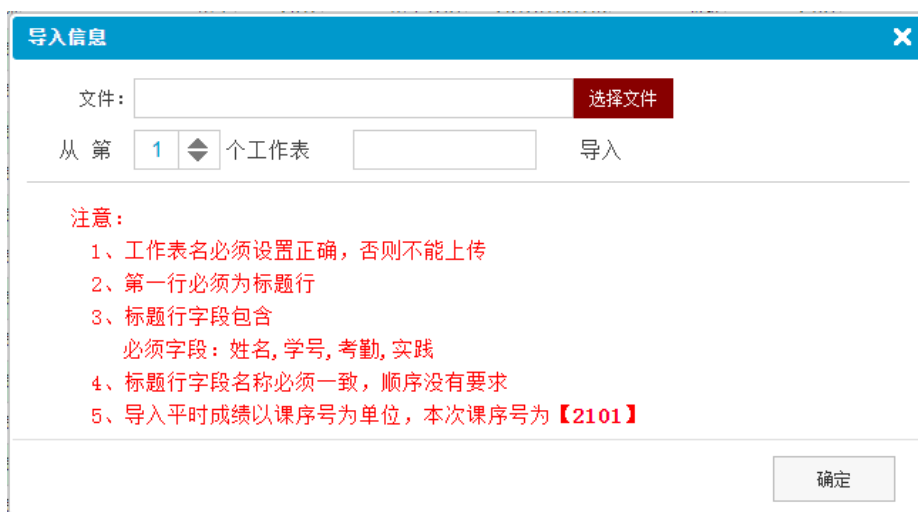 导入信息
文件：
选择文件
从 第 1 个工作表 导入
注意：
1、工作表名必须设置正确，否则不能上传
2、第一行必须为标题行
3、标题行字段包含
必须字段：姓名,学号,考勤,实践
4、标题行字段名称必须一致，顺序没有要求
5、导入平时成绩以课序号为单位，本次课序号为【2101】
确定